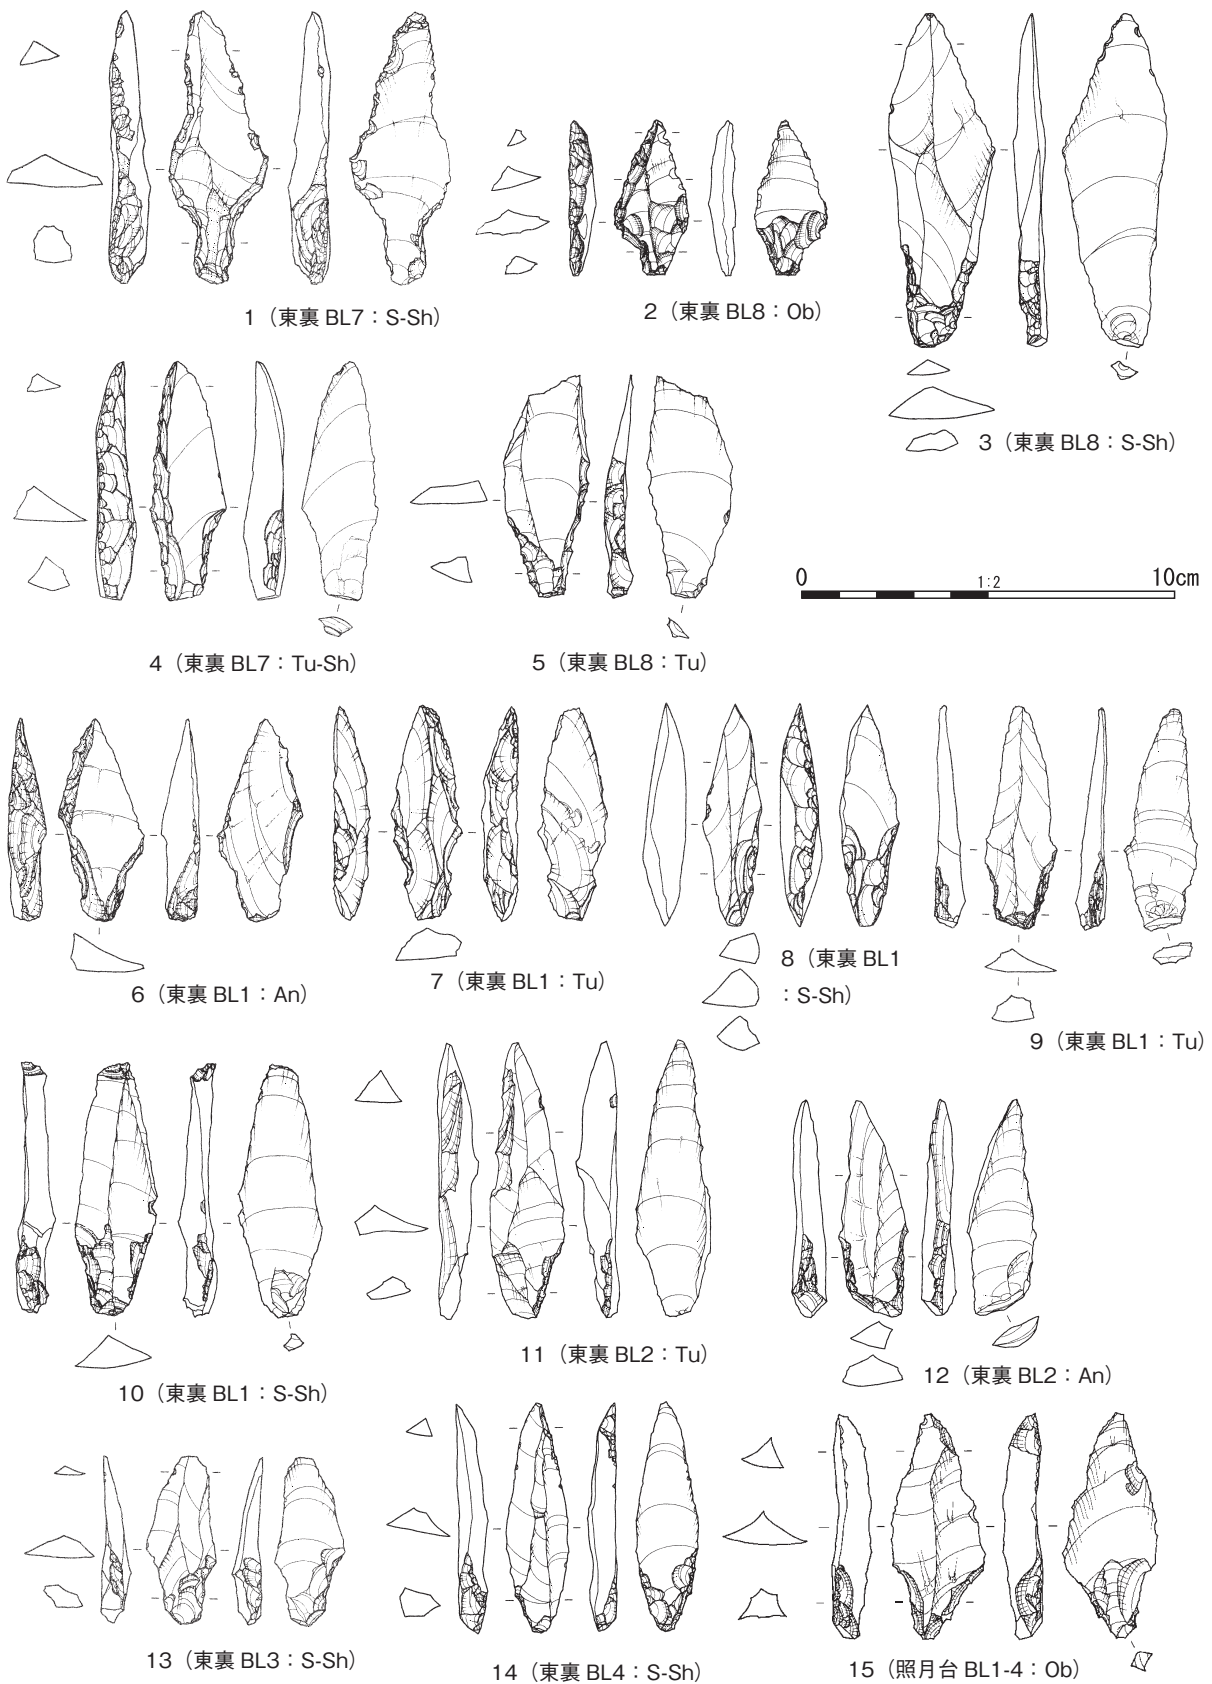 1（東裏 BL7：S-Sh）
2（東裏 BL8：Ob）
3（東裏 BL8：S-Sh）
4（東裏 BL7：Tu-Sh）
5（東裏 BL8：Tu）
0 1:2 10cm
6（東裏 BL1：An）
7（東裏 BL1：Tu）
8（東裏 BL1
：S-Sh）
9（東裏 BL1：Tu）
10（東裏 BL1：S-Sh）
11（東裏 BL2：Tu）
12（東裏 BL2：An）
13（東裏 BL3：S-Sh）
14（東裏 BL4：S-Sh）
15（照月台 BL1-4：Ob）